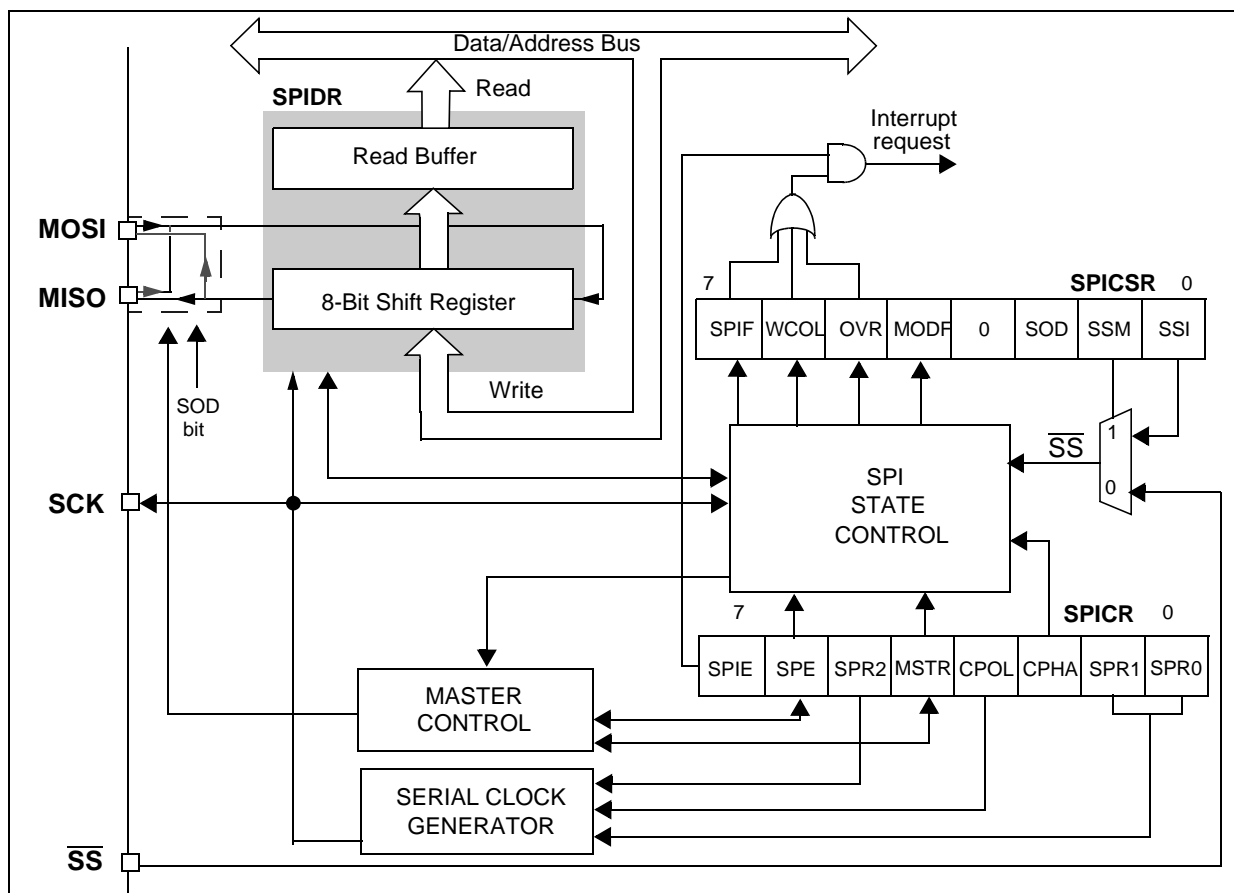 Data/Address Bus
SPIDR
Read
Read Buffer
Interrupt
request
MOSI
MISO
8-Bit Shift Register
7
SPICSR
0
SPIF WCOL OVR MODF 0 SOD SSM SSI
Write
SOD
bit
1
SS
0
SCK
SPI
STATE
CONTROL
7
SPICR
0
SPIE SPE SPR2 MSTR CPOL CPHA SPR1 SPR0
MASTER
CONTROL
SERIAL CLOCK
GENERATOR
SS